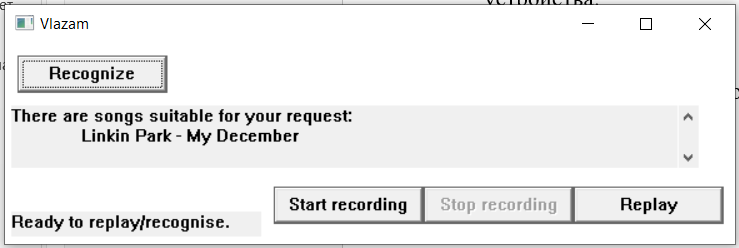 устройства.
Vlazam
Recognize
There are songs suitable for your request:
Linkin Park - My December
Start recording
Stop recording
Replay
Ready to replay/recognise.